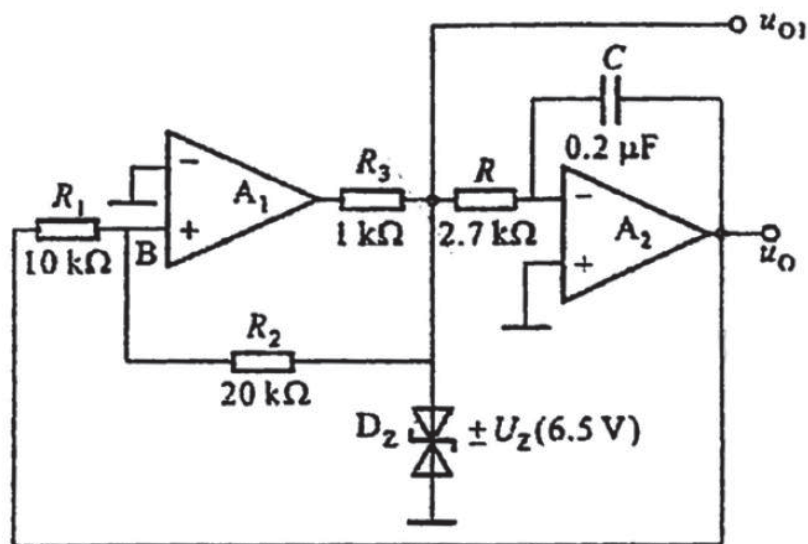 u_O1
C
0.2 μF
R_3
R
−
A_1
−
R_1
+
1 kΩ
2.7 kΩ
A_2
10 kΩ
B
+
u_O
R_2
20 kΩ
D_Z
± U_Z(6.5 V)